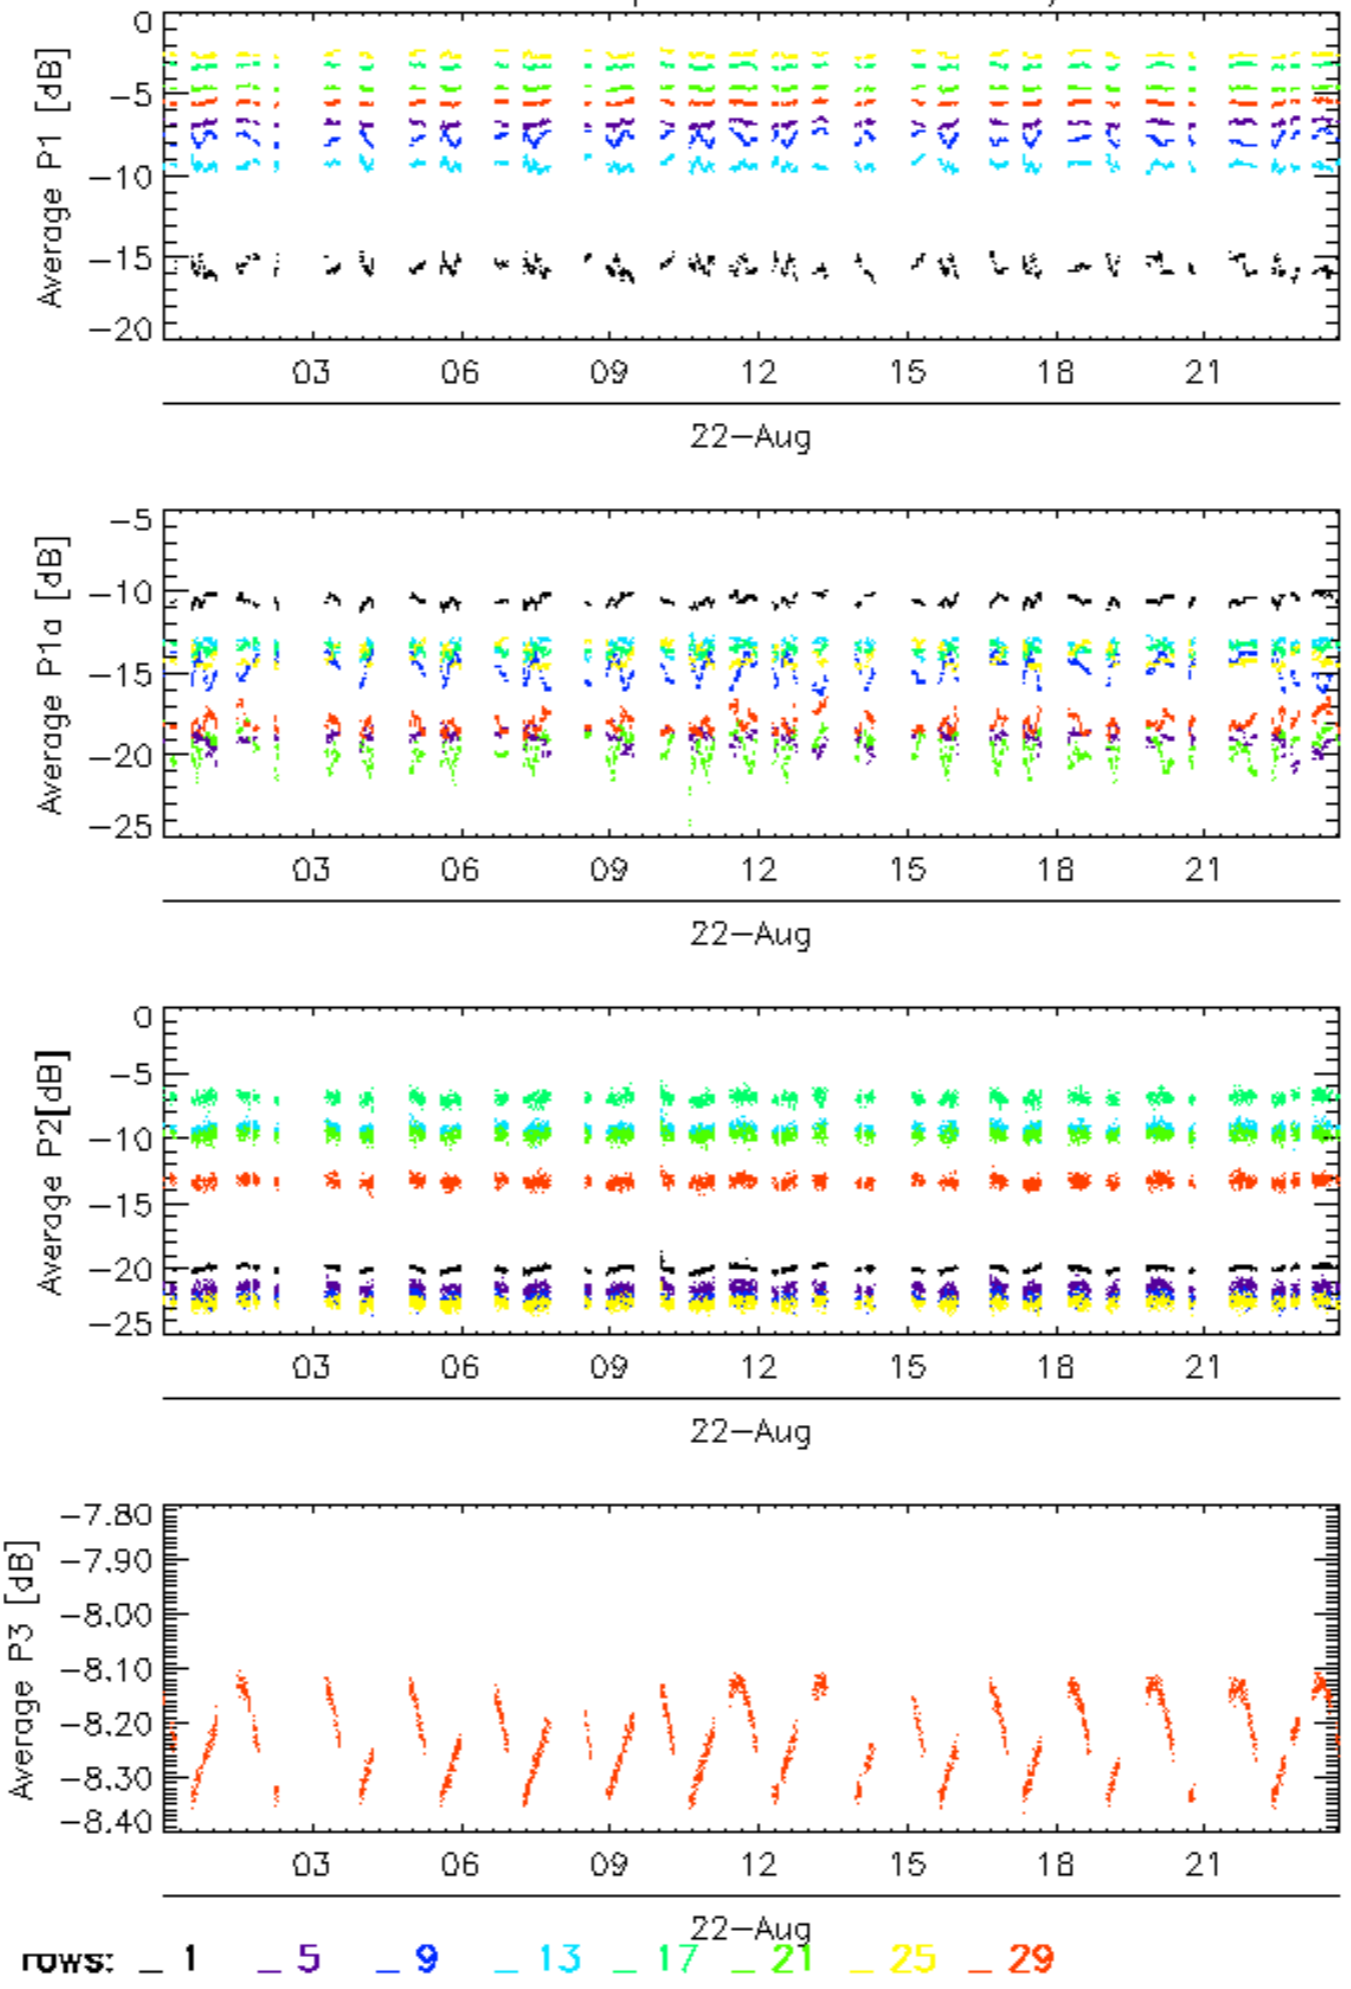 0
−5
−10
−15
−20
Average P1 [dB]
03 06 09 12 15 18 21
22−Aug
−5
−10
−15
−20
−25
Average P1a [dB]
03 06 09 12 15 18 21
22−Aug
0
−5
−10
−15
−20
−25
Average P2[dB]
03 06 09 12 15 18 21
22−Aug
−7.80
−7.90
−8.00
−8.10
−8.20
−8.30
−8.40
Average P3 [dB]
03 06 09 12 15 18 21
22−Aug
rows: _ 1 _ 5 _ 9 _ 13 _ 17 _ 21 _ 25 _ 29